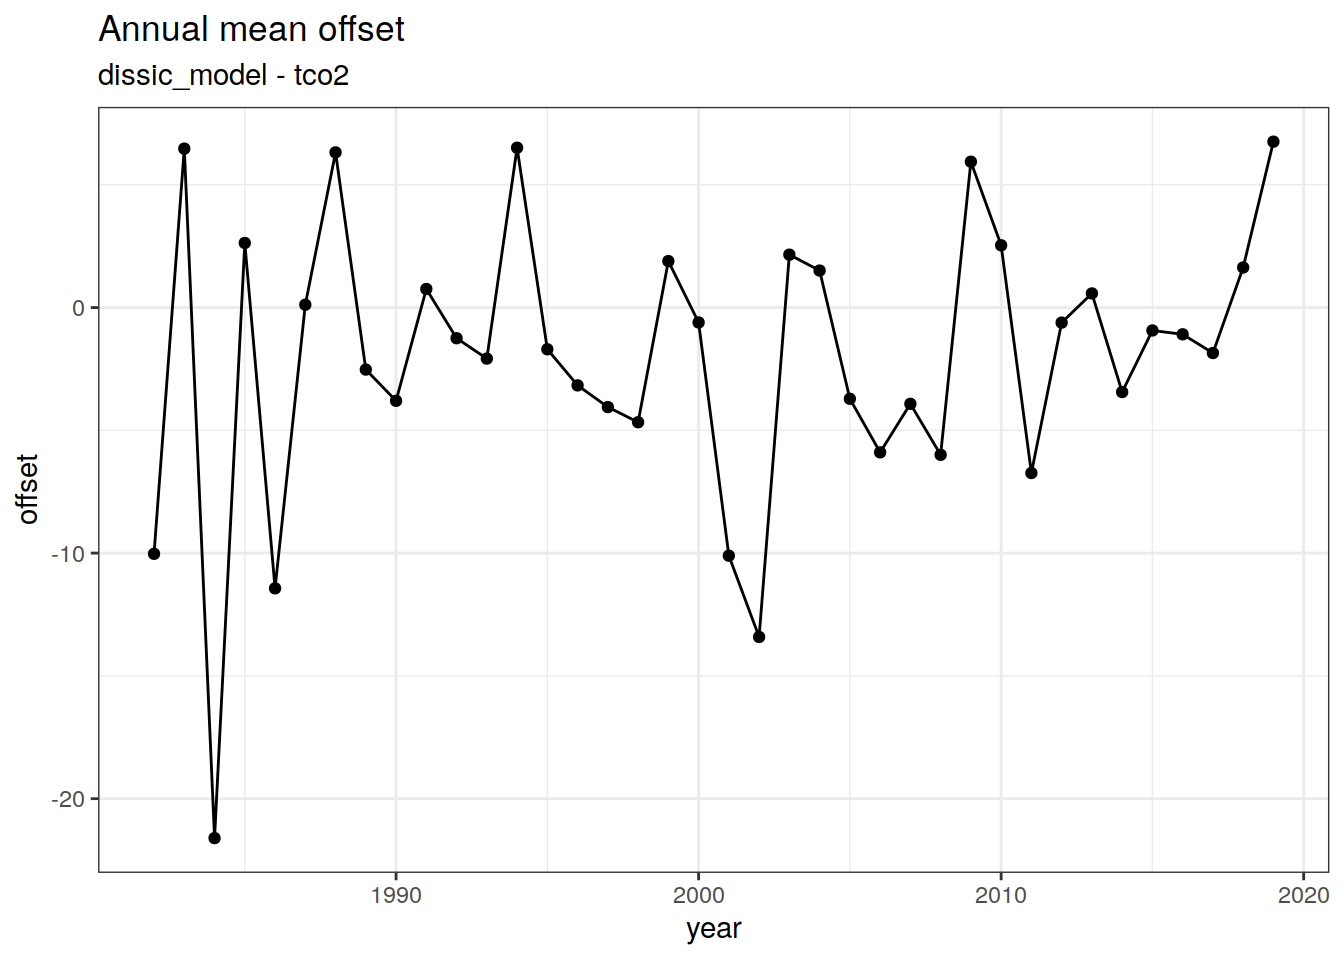 Annual mean offset
dissic_model - tco2
offset
0
-10
-20
1990
2000
2010
2020
year